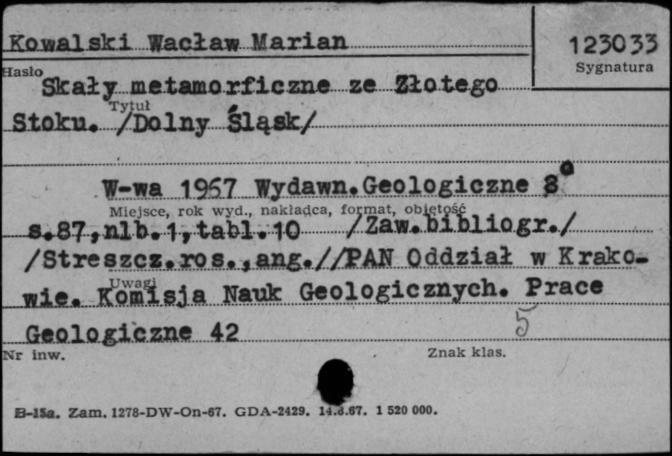 Kowalski Wacław Marian
123033
Hasło
Sygnatura
Skały metamorficzne ze Złotego
Tytuł
Stoku. /Dolny Śląsk/
W-wa 1967 Wydawn.Geologiczne 8°
Miejsce, rok wyd., nakładca, format, objętość
s.87,nlb.1,tabl.10 /Zaw.bibliogr./
/Streszcz.ros.,ang.//PAN Oddział w Krako-
Uwagi
wie. Komisja Nauk Geologicznych. Prace
Geologiczne 42
5
Nr inw.
Znak klas.
B-15a. Zam. 1278-DW-On-67. GDA-2429. 14.8.67. 1 520 000.